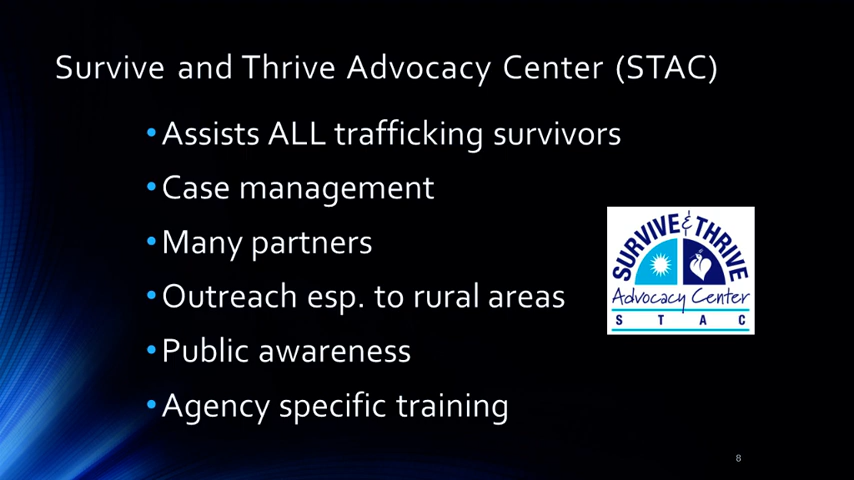 Survive and Thrive Advocacy Center (STAC)
•Assists ALL trafficking survivors
•Case management
•Many partners
•Outreach esp. to rural areas
•Public awareness
•Agency specific training
SURVIVE & THRIVE
Advocacy Center
S T A C
8